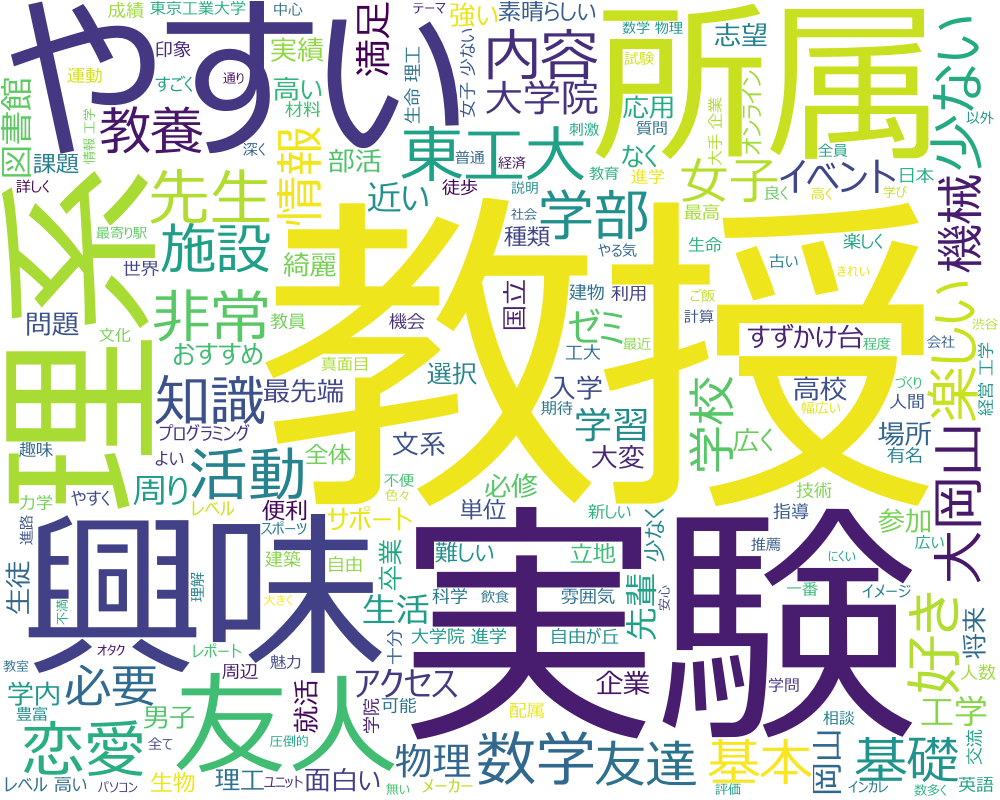 やすい
所属
教授
理系
実験
興味
友人
成績
東京工業大学
中心
テーマ
強い
素晴らしい
数学 物理
試験
印象
実績
満足
内容
志望
運動
すごく
通り
高い
生命 理工
女子 少ない
大学院
応用
オンライン
大手 企業
少ない
図書館
教養
材料
情報
部活
東工大
刺激
質問
なく
女子
全員
以外
課題
情報 工学
深く
普通
経済
教育
進学
イベント
日本
詳しく
先生
近い
徒歩
説明
学部
最高
良く
高く
学び
機械
最寄り駅
施設
綺麗
社会
種類
やる気
生命
楽しく
古い
きれい
世界
非常
教員
国立
建物
利用
ご飯
問題
文化
機会
ゼミ
計算
すずかけ台
程度
会社
渋谷
楽しい
おすすめ
真面目
工大
最近
知識
最先端
選択
入学
高校
づくり
人間
経営 工学
プログラミング
期待
学習
学校
幅広い
趣味
よい
全体
文系
大変
広く
場所
有名
大岡山
活動
周り
不便
色々
必修
技術
力学
やすく
レベル
便利
サポート
単位
新しい
指導
参加
進路
スポーツ
難しい
立地
少なく
推薦
にくい
広い
生徒
建築
自由
卒業
理解
不満
大きく
生活
科学
飲食
雰囲気
先輩
安心
一番
イメージ
好き
将来
オタク
レポート
十分
大学院 進学
自由が丘
教室
周辺
魅力
アクセス
企業
学問
人数
学内
必要
豊富
男子
就活
学院
可能
配属
相談
工学
恋愛
全て
圧倒的
物理
数学
友達
基本
岡山
基礎
交流
レベル 高い
パソコン
生物
理工
ユニット
面白い
無い
メーカー
評価
インカレ
数多く
英語